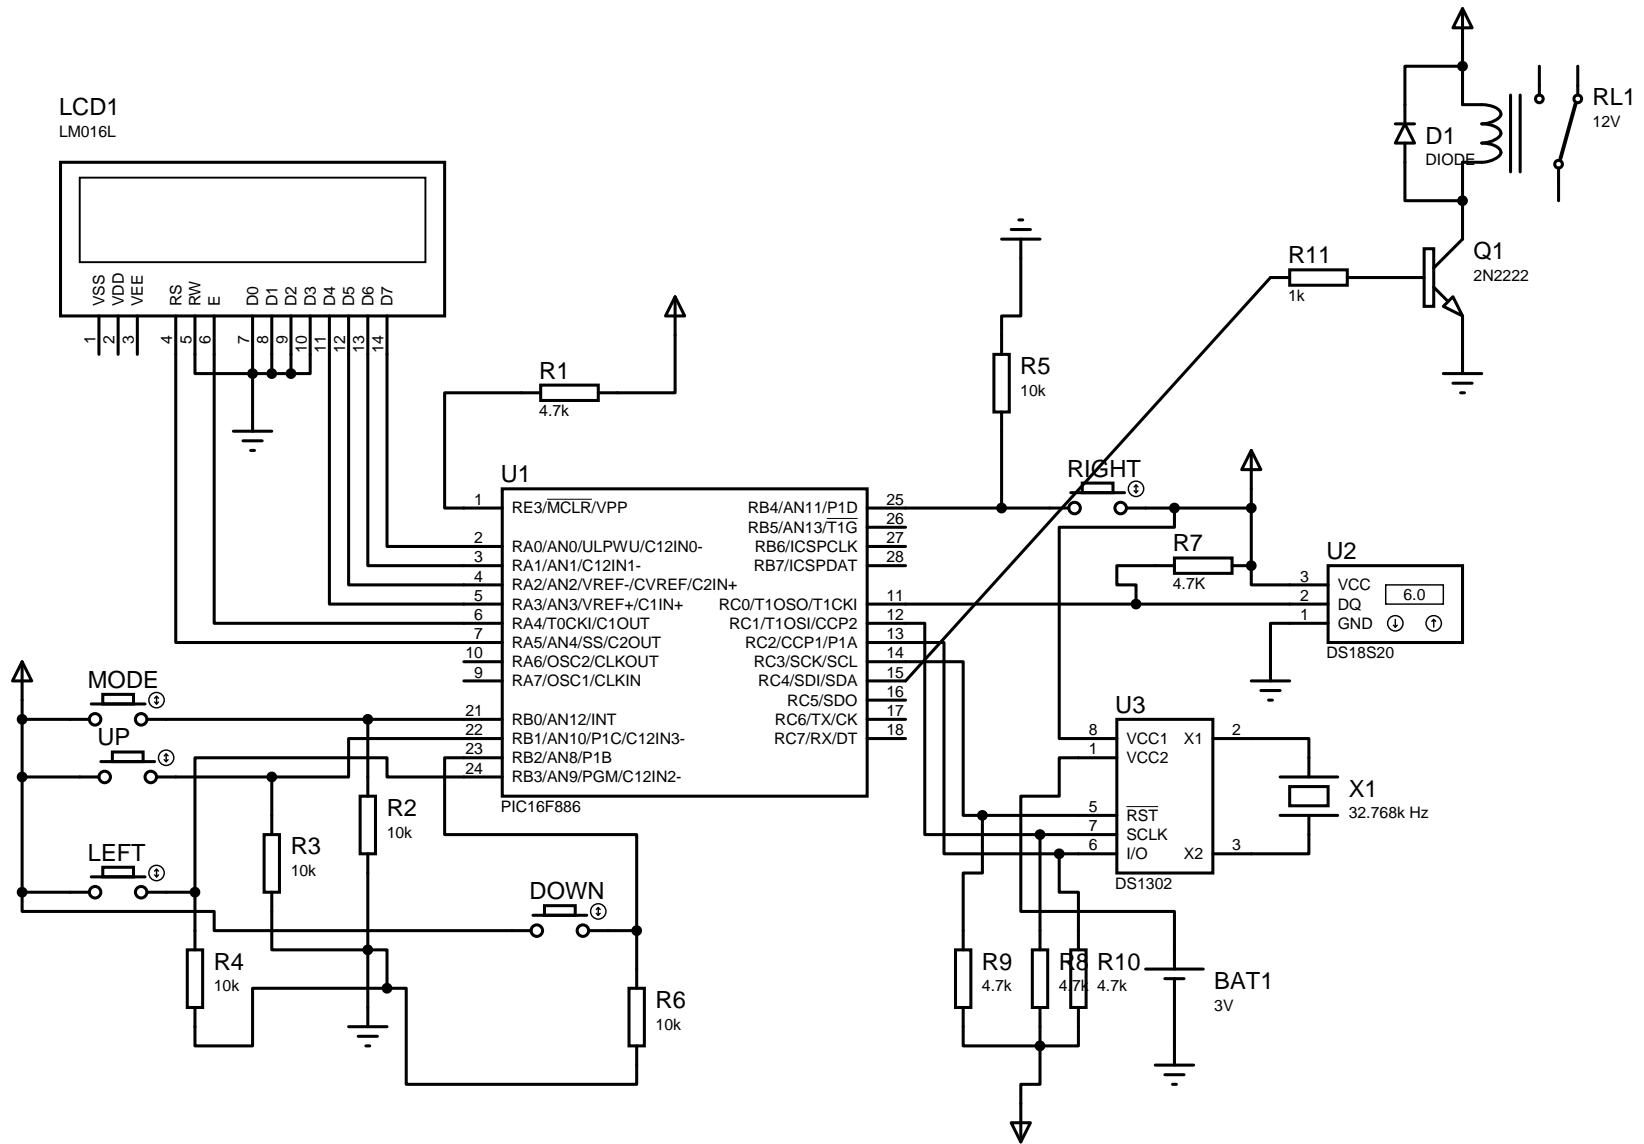 LCD1
LM016L
VSS
VDD
VEE
RS
RW
E
D0
D1
D2
D3
D4
D5
D6
D7
1
2
3
4
5
6
7
8
9
10
11
12
13
14
RL1
12V
D1
DIODE
Q1
2N2222
R11
1k
R1
4.7k
R5
10k
RIGHT
U1
1 RE3/MCLR/VPP
2 RA0/AN0/ULPWU/C12IN0-
3 RA1/AN1/C12IN1-
4 RA2/AN2/VREF-/CVREF/C2IN+
5 RA3/AN3/VREF+/C1IN+
6 RA4/T0CKI/C1OUT
7 RA5/AN4/SS/C2OUT
10 RA6/OSC2/CLKOUT
9 RA7/OSC1/CLKIN
21 RB0/AN12/INT
22 RB1/AN10/P1C/C12IN3-
23 RB2/AN8/P1B
24 RB3/AN9/PGM/C12IN2-
RB4/AN11/P1D 25
RB5/AN13/T1G 26
RB6/ICSPCLK 27
RB7/ICSPDAT 28
RC0/T1OSO/T1CKI 11
RC1/T1OSI/CCP2 12
RC2/CCP1/P1A 13
RC3/SCK/SCL 14
RC4/SDI/SDA 15
RC5/SDO 16
RC6/TX/CK 17
RC7/RX/DT 18
PIC16F886
R7
4.7K
U2
3 VCC
2 DQ
1 GND
6.0
DS18S20
MODE
UP
LEFT
DOWN
R2
10k
R3
10k
R4
10k
R6
10k
U3
8 VCC1
1 VCC2
5 RST
7 SCLK
6 I/O
X1 2
X2 3
DS1302
X1
32.768k Hz
R9
4.7k
R8
4.7k
R10
4.7k
BAT1
3V